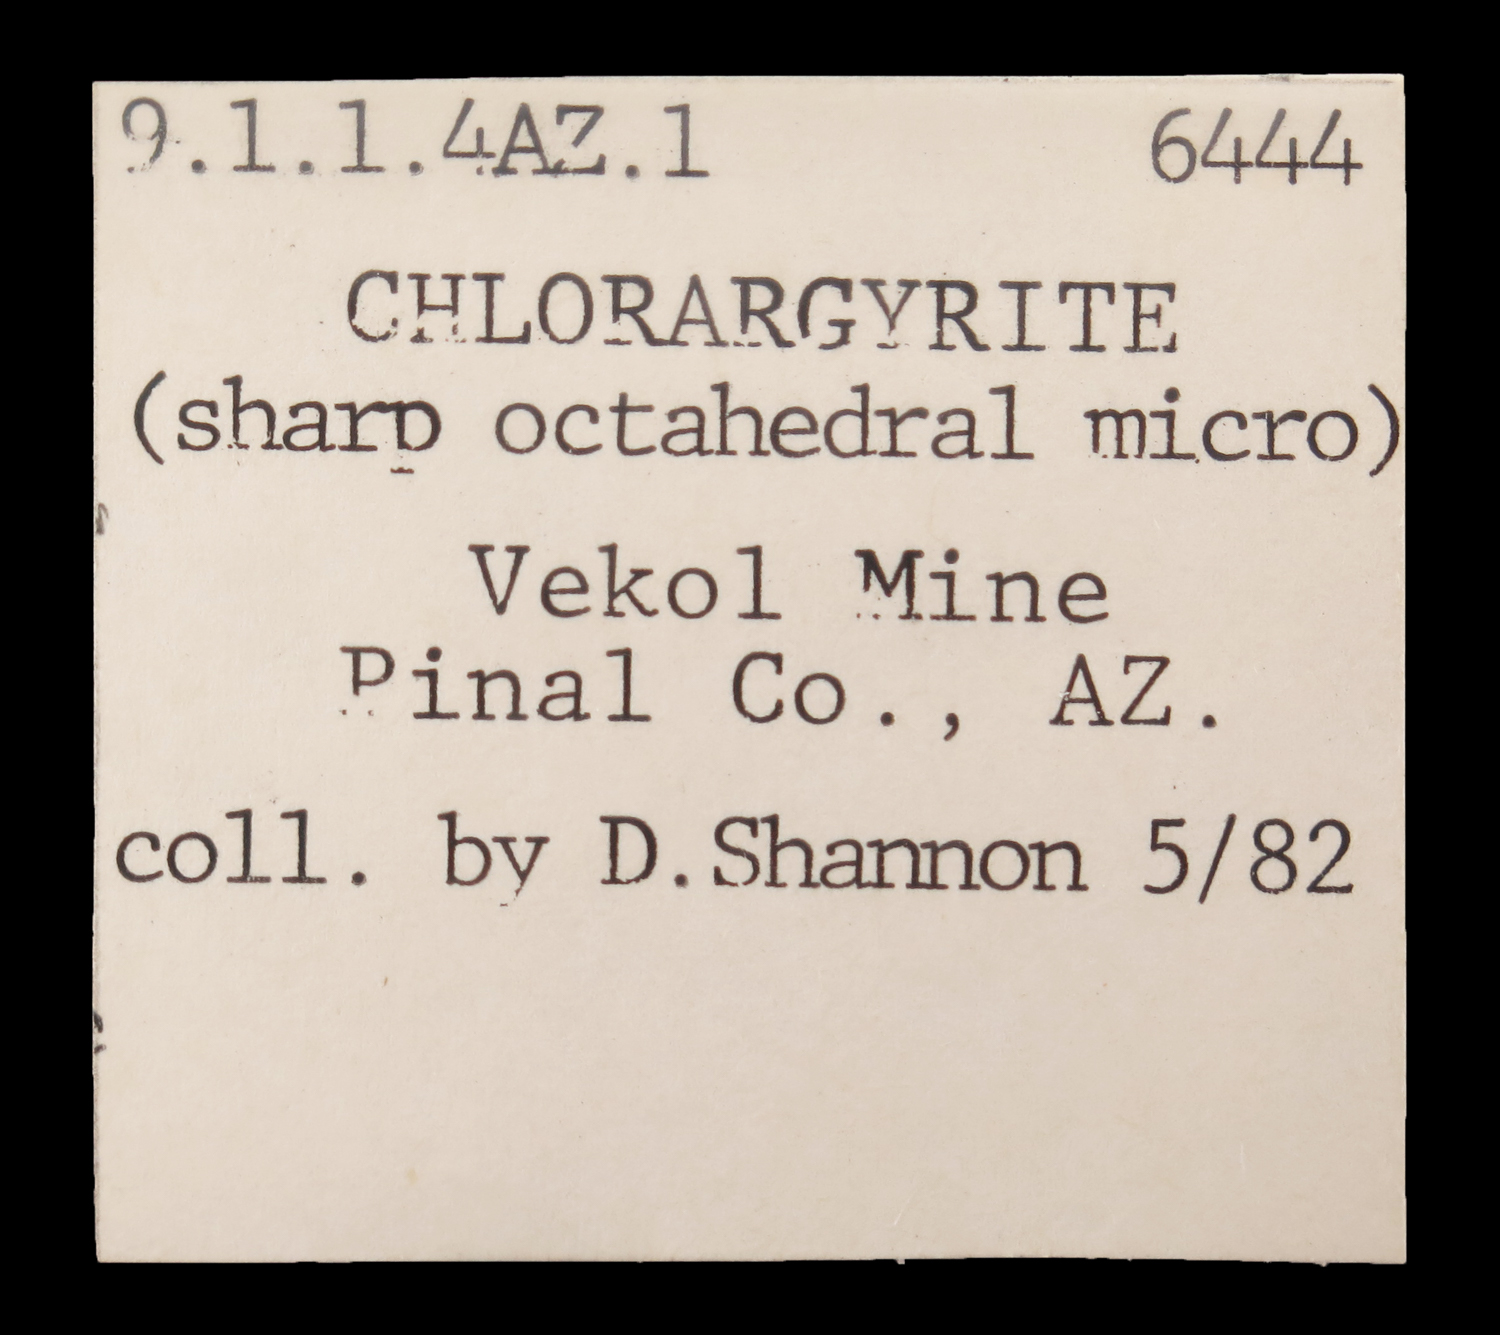 9.1.1.4AZ.1 6444
CHLORARGYRITE
(sharp octahedral micro)
Vekol Mine
Pinal Co., AZ.
coll. by D.Shannon 5/82